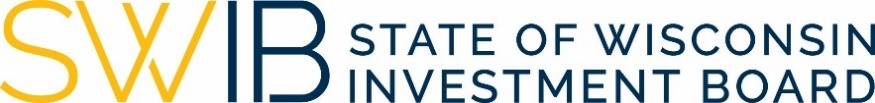 SWIB STATE OF WISCONSIN
INVESTMENT BOARD